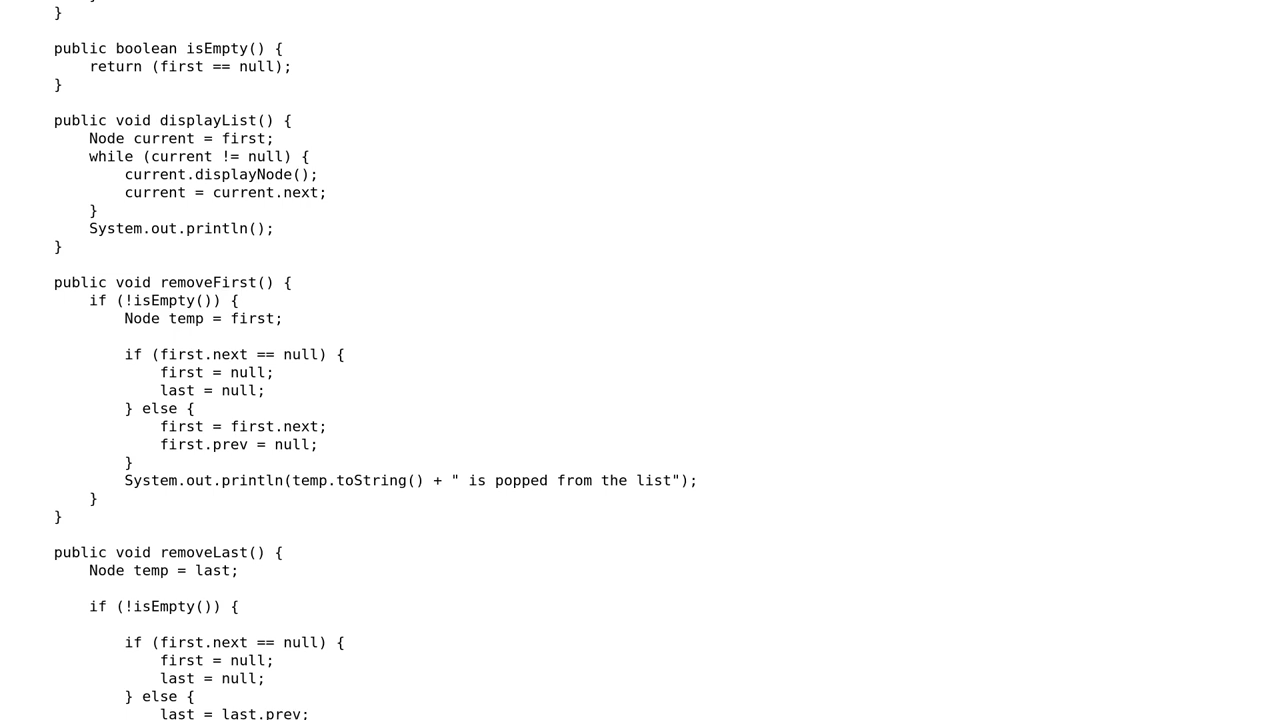 }
public boolean isEmpty() {
return (first == null);
}
public void displayList() {
Node current = first;
while (current != null) {
current.displayNode();
current = current.next;
}
System.out.println();
}
public void removeFirst() {
if (!isEmpty()) {
Node temp = first;
if (first.next == null) {
first = null;
last = null;
} else {
first = first.next;
first.prev = null;
}
System.out.println(temp.toString() + " is popped from the list");
}
}
public void removeLast() {
Node temp = last;
if (!isEmpty()) {
if (first.next == null) {
first = null;
last = null;
} else {
last = last.prev;